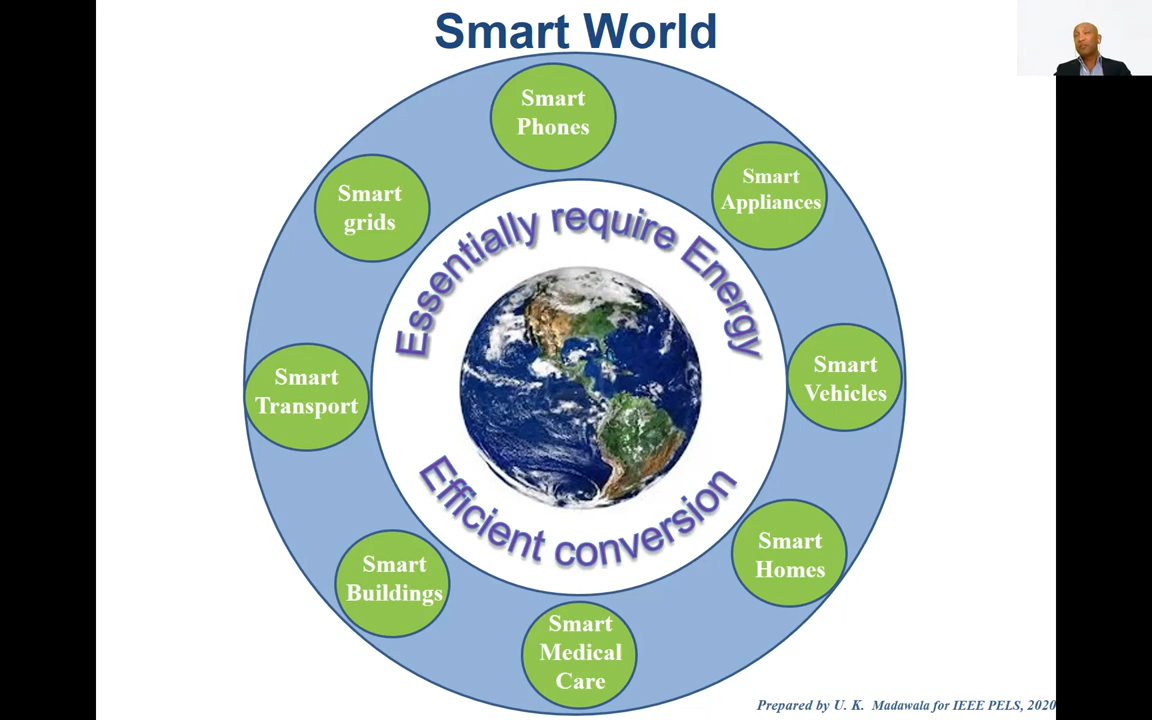 Smart World
Smart
Phones
Smart
Appliances
Smart
grids
Essentially require Energy
Smart
Vehicles
Smart
Transport
Efficient conversion
Smart
Homes
Smart
Buildings
Smart
Medical
Care
Prepared by U. K. Madawala for IEEE PELS, 2020